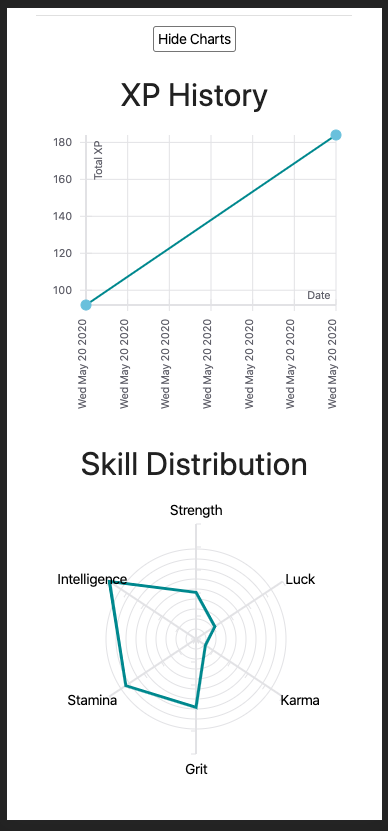 Hide Charts
XP History
180
160
140
120
100
Total XP
Date
Wed May 20 2020
Wed May 20 2020
Wed May 20 2020
Wed May 20 2020
Wed May 20 2020
Wed May 20 2020
Wed May 20 2020
Skill Distribution
Strength
Intelligence
Luck
Stamina
Karma
Grit